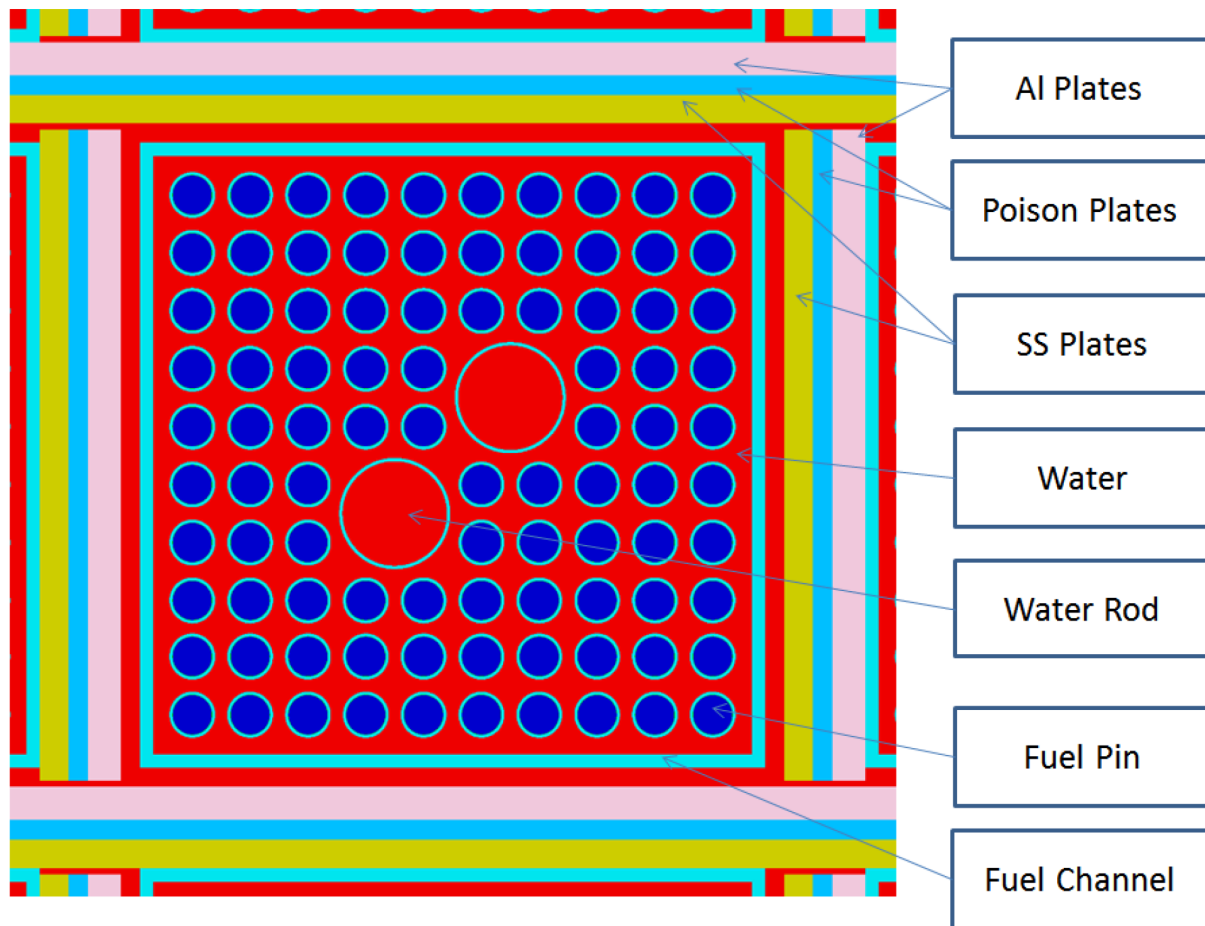 Al Plates
Poison Plates
SS Plates
Water
Water Rod
Fuel Pin
Fuel Channel